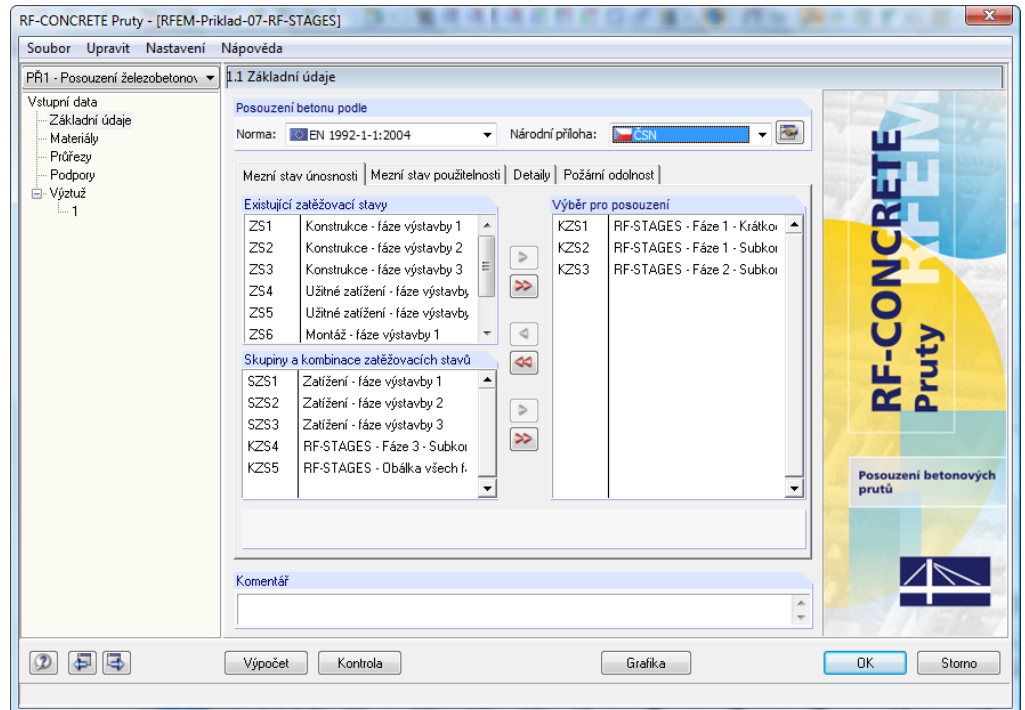 RF-CONCRETE Pruty - [RFEM-Priklad-07-RF-STAGES]
Soubor Upravit Nastavení Nápověda
PŘ1 - Posouzení železobetonov
1.1 Základní údaje
Vstupní data
Základní údaje
Materiály
Průřezy
Podpory
Výztuž
1
Posouzení betonu podle
Norma: EN 1992-1-1:2004 Národní příloha: ČSN
Mezní stav únosnosti Mezní stav použitelnosti Detaily Požární odolnost
Existující zatěžovací stavy
ZS1 Konstrukce - fáze výstavby 1
ZS2 Konstrukce - fáze výstavby 2
ZS3 Konstrukce - fáze výstavby 3
ZS4 Užitné zatížení - fáze výstavby
ZS5 Užitné zatížení - fáze výstavby
ZS6 Montáž - fáze výstavby 1
Skupiny a kombinace zatěžovacích stavů
SZS1 Zatížení - fáze výstavby 1
SZS2 Zatížení - fáze výstavby 2
SZS3 Zatížení - fáze výstavby 3
KZS4 RF-STAGES - Fáze 3 - Subkor
KZS5 RF-STAGES - Obálka všech f
Výběr pro posouzení
KZS1 RF-STAGES - Fáze 1 - Krátko
KZS2 RF-STAGES - Fáze 1 - Subkor
KZS3 RF-STAGES - Fáze 2 - Subkor
Komentář
RFEM
RF-CONCRETE
Pruty
Posouzení betonových
prutů
Výpočet Kontrola Grafika OK Storno